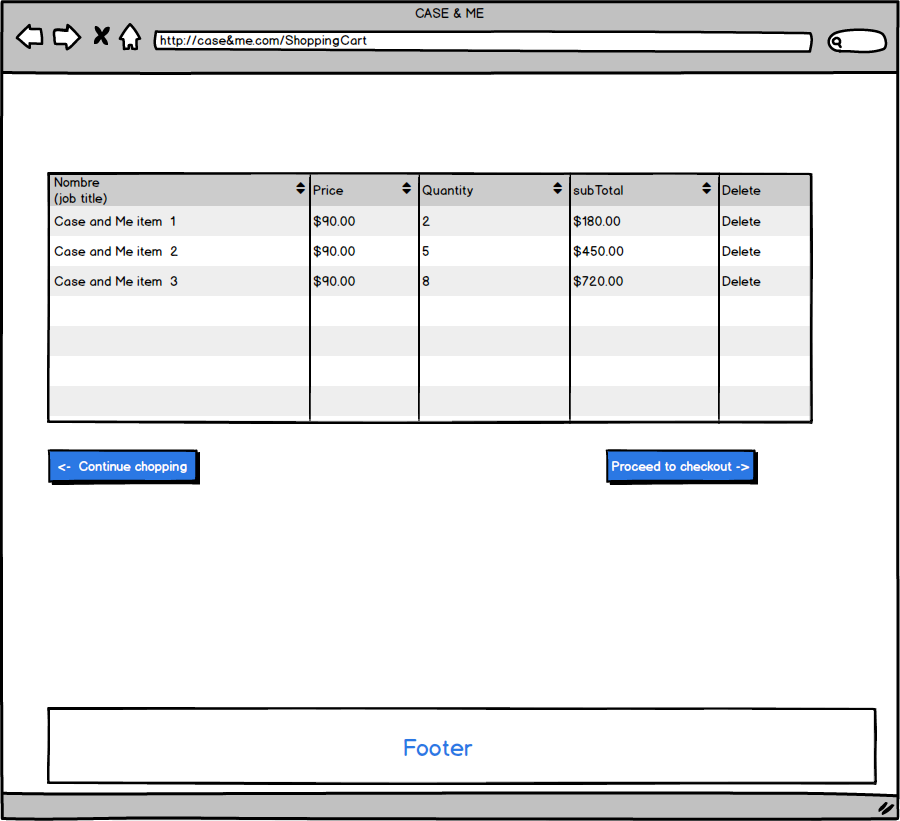 CASE & ME
http://case&me.com/ShoppingCart
Nombre
(job title) Price Quantity subTotal Delete
Case and Me item 1 $90.00 2 $180.00 Delete
Case and Me item 2 $90.00 5 $450.00 Delete
Case and Me item 3 $90.00 8 $720.00 Delete
<- Continue chopping Proceed to checkout ->
Footer